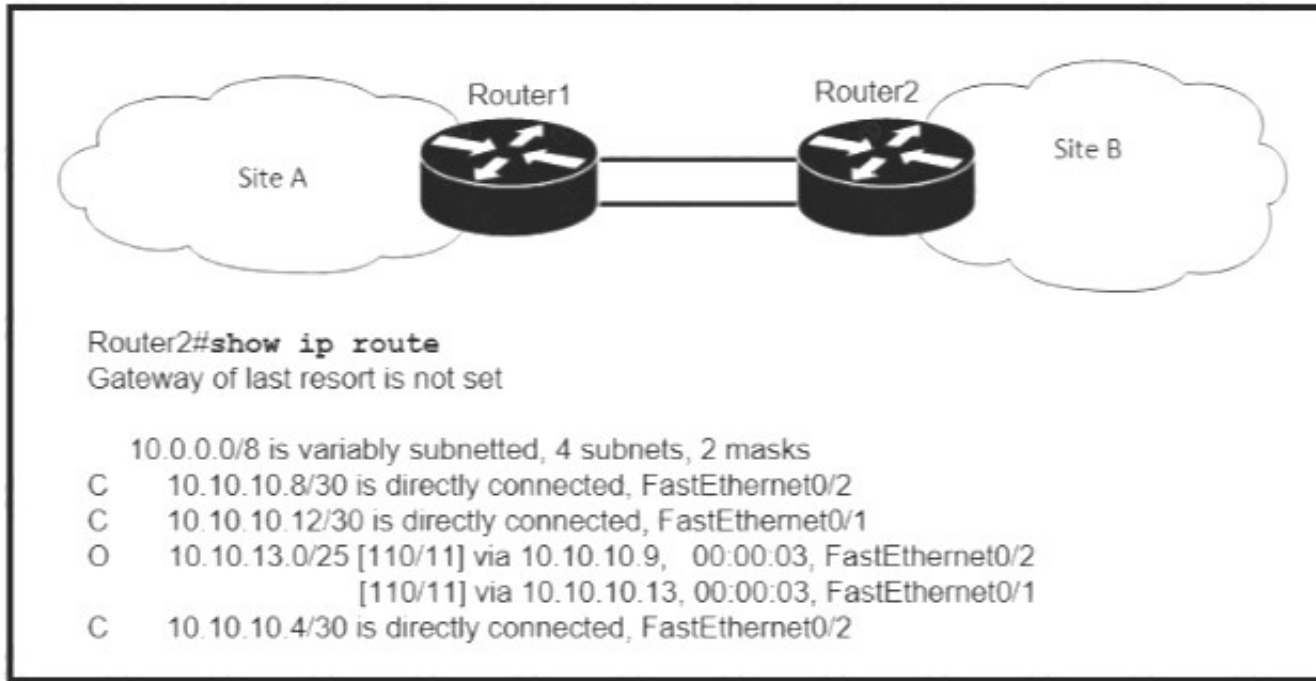 Router1
Router2
Site A
Site B
Router2#show ip route
Gateway of last resort is not set
10.0.0.0/8 is variably subnetted, 4 subnets, 2 masks
C 10.10.10.8/30 is directly connected, FastEthernet0/2
C 10.10.10.12/30 is directly connected, FastEthernet0/1
O 10.10.13.0/25 [110/11] via 10.10.10.9, 00:00:03, FastEthernet0/2
[110/11] via 10.10.10.13, 00:00:03, FastEthernet0/1
C 10.10.10.4/30 is directly connected, FastEthernet0/2